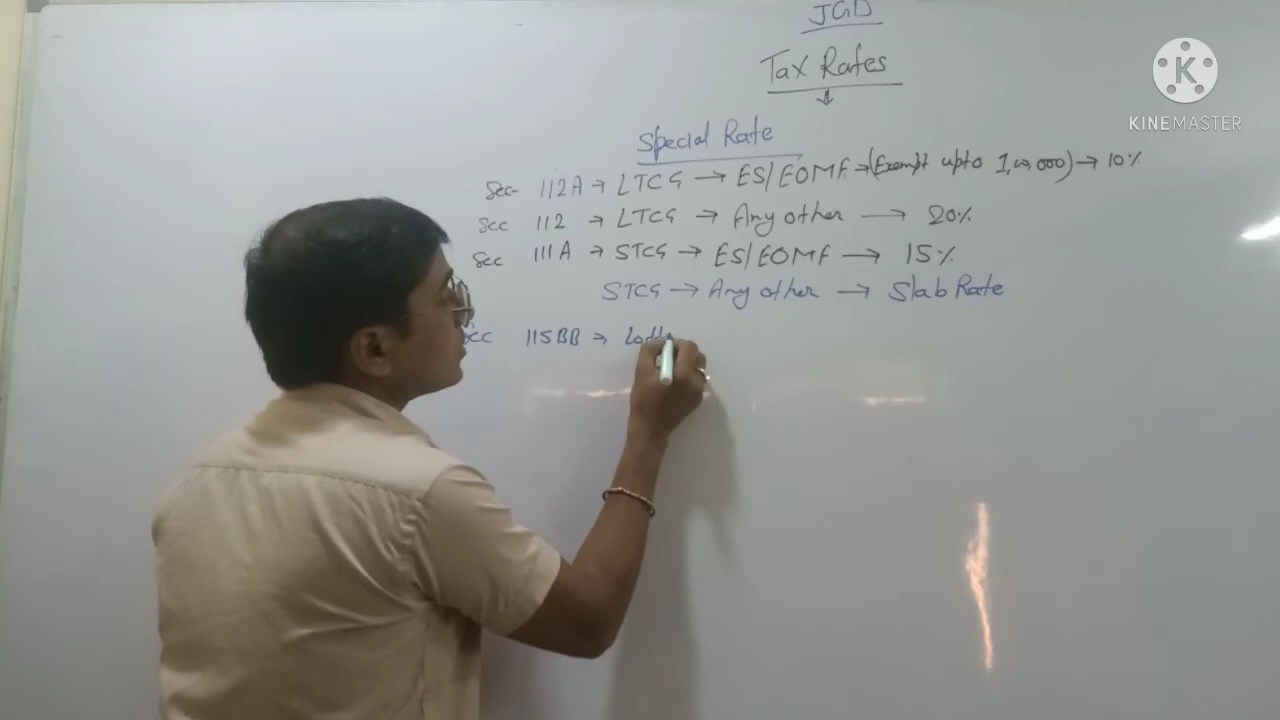 JGD
Tax Rates
K
KINEMASTER
Special Rate
Sec 112A → LTCG → ES/EOMF → (Exempt upto 1,00,000) → 10%
Sec 112 → LTCG → Any other → 20%
Sec 111A → STCG → ES/EOMF → 15%
STCG → Any other → Slab Rate
Sec 115BB → Lott